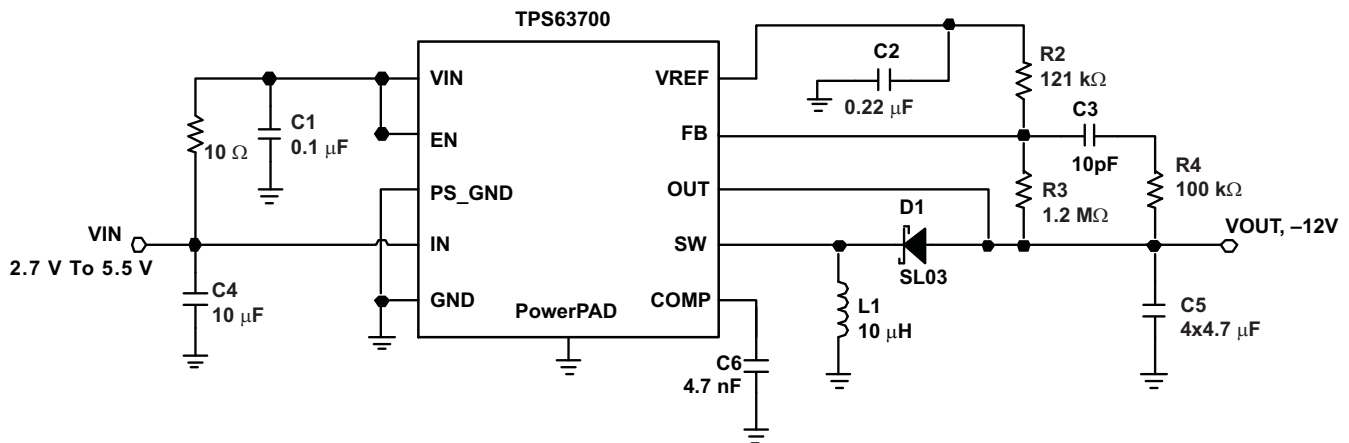 TPS63700
VIN
EN
PS_GND
IN
GND
PowerPAD
VREF
FB
OUT
SW
COMP
10 Ω
C1
0.1 μF
VIN
2.7 V To 5.5 V
C4
10 μF
C2
0.22 μF
R2
121 kΩ
C3
10pF
R3
1.2 MΩ
R4
100 kΩ
D1
SL03
VOUT, –12V
L1
10 μH
C5
4x4.7 μF
C6
4.7 nF